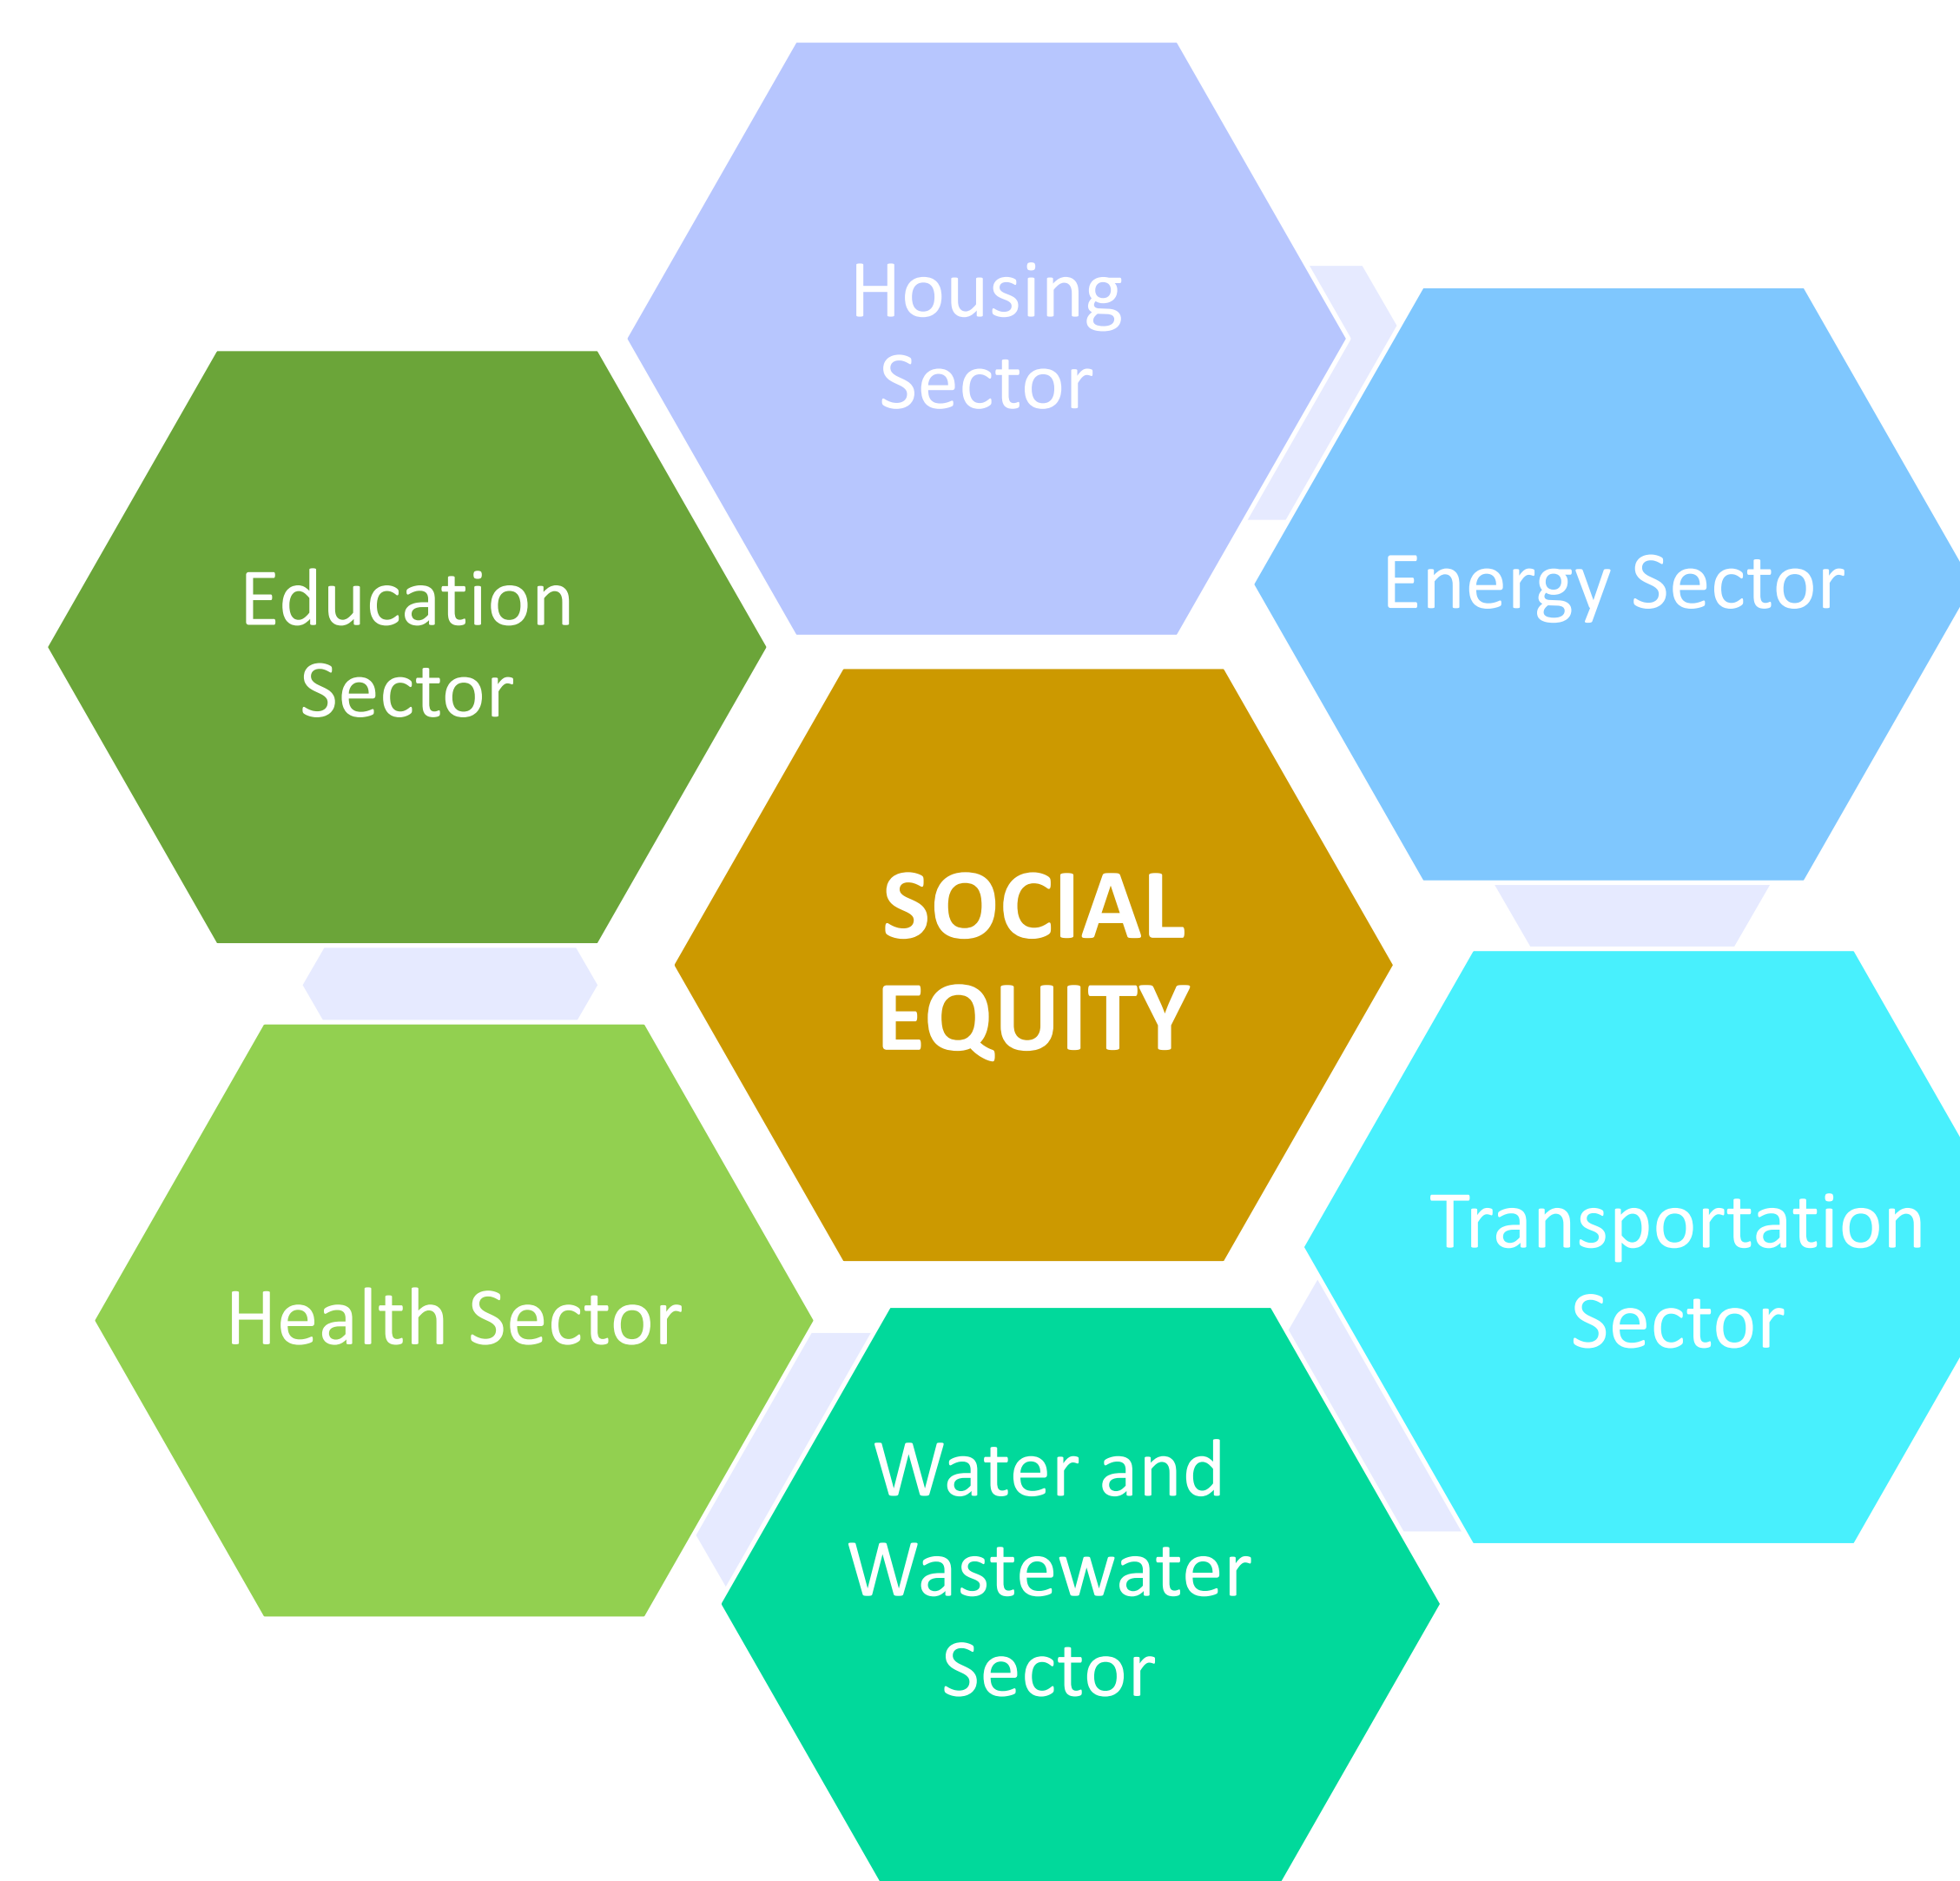 Housing
Sector
Energy Sector
Education
Sector
SOCIAL
EQUITY
Transportation
Sector
Health Sector
Water and
Wastewater
Sector